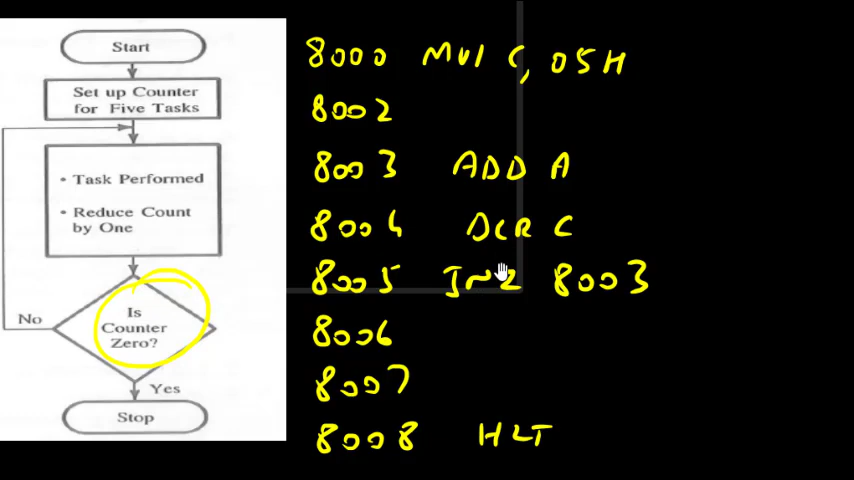 Start
Set up Counter
for Five Tasks
• Task Performed
• Reduce Count
by One
Is
Counter
Zero?
No
Yes
Stop
8000 MVI C, 05H
8002
8003 ADD A
8004 DCR C
8005 JNZ 8003
8006
8007
8008 HLT